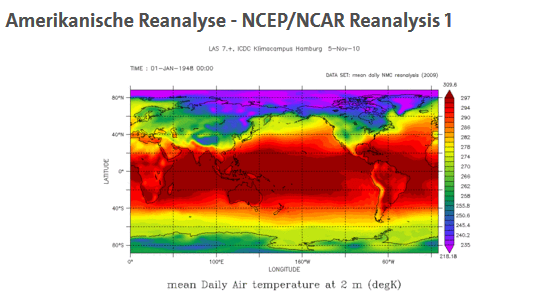 Amerikanische Reanalyse - NCEP/NCAR Reanalysis 1
LAS 7.+, ICDC Klimacampus Hamburg 5-Nov-10
TIME : 01-JAN-1948 00:00
DATA SET: mean daily NMC reanalysis (2009)
309.6
80°N
40°N
0°
40°S
80°S
LATITUDE
297
294
290
286
282
278
274
270
266
262
258
255.8
250.6
245.4
240.2
235
218.18
0°
160°E
160°W
60°W
LONGITUDE
mean Daily Air temperature at 2 m (degK)